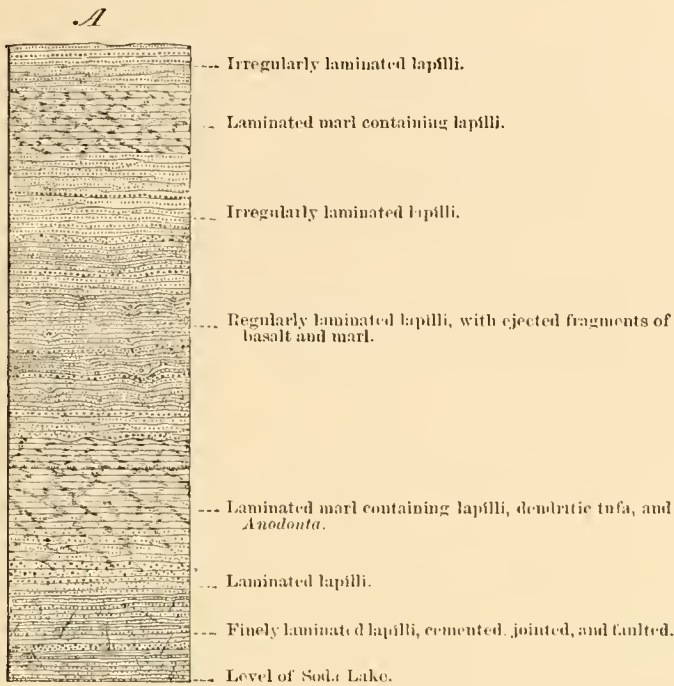 A
Irregularly laminated lapilli.
Laminated marl containing lapilli.
Irregularly laminated lapilli.
Regularly laminated lapilli, with ejected fragments of
basalt and marl.
Laminated marl containing lapilli, dendritic tufa, and
Anodonta.
Laminated lapilli.
Finely laminated lapilli, cemented, jointed, and faulted.
Level of Soda Lake.